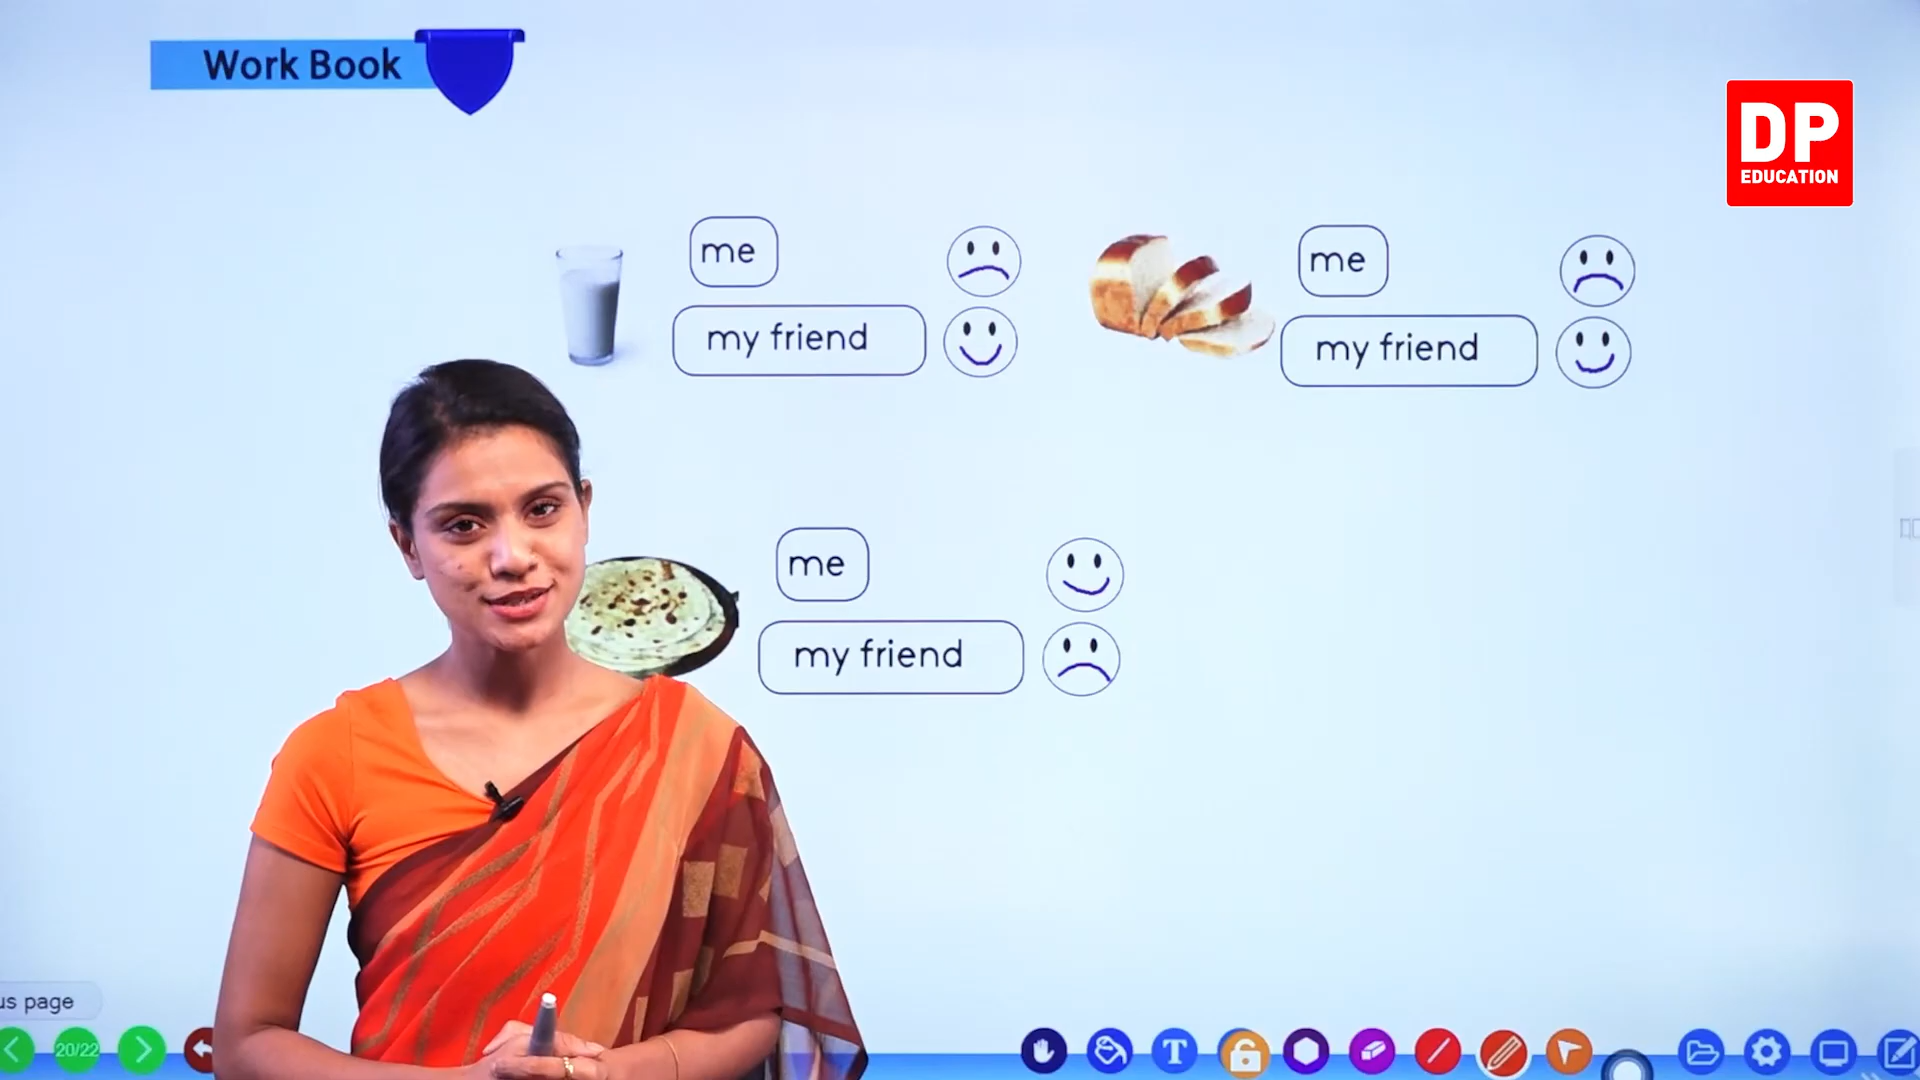 Work Book
DP
EDUCATION
me
my friend
me
my friend
me
my friend
us page
20/22
T